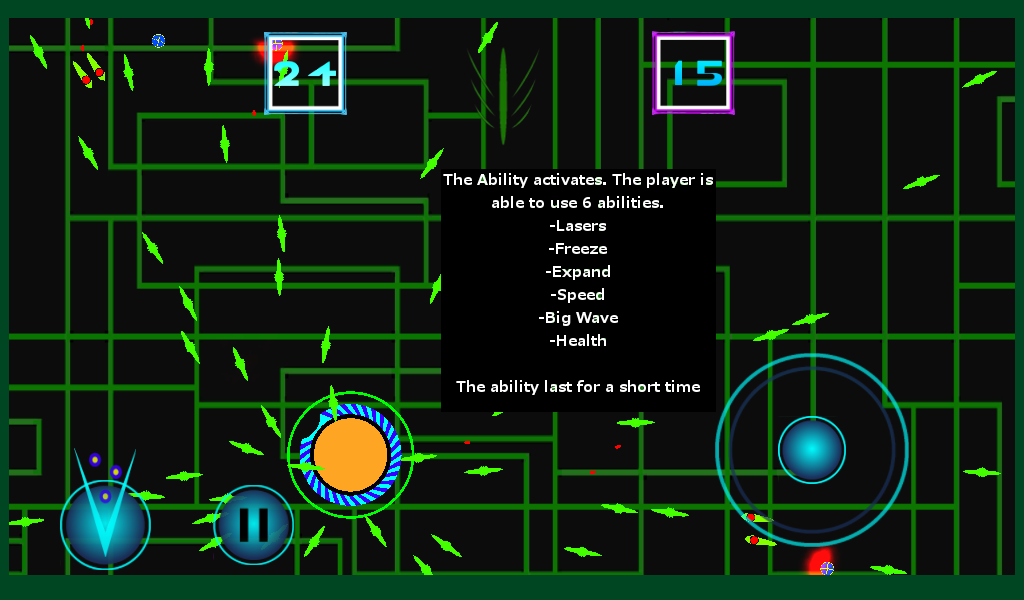 24
15
The Ability activates. The player is
able to use 6 abilities.
-Lasers
-Freeze
-Expand
-Speed
-Big Wave
-Health
The ability last for a short time